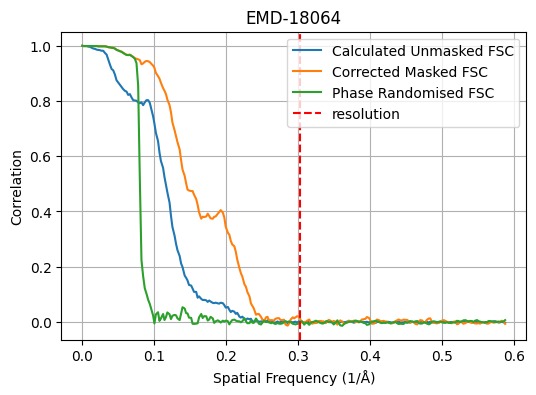 EMD-18064
Calculated Unmasked FSC
Corrected Masked FSC
Phase Randomised FSC
resolution
Correlation
1.0
0.8
0.6
0.4
0.2
0.0
0.0 0.1 0.2 0.3 0.4 0.5 0.6
Spatial Frequency (1/Å)